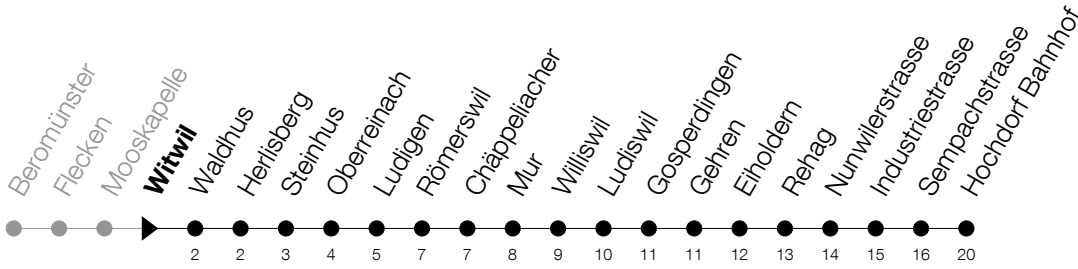 Beromünster
Flecken
Mooskapelle
Witwil
Waldhus
Herlisberg
Steinhus
Oberreinach
Ludigen
Römerswil
Chäppeliacher
Mur
Williswil
Ludiswil
Gosperdingen
Gehren
Eiholdern
Rehag
Nunwilerstrasse
Industriestrasse
Sempachstrasse
Hochdorf Bahnhof
2 2 3 4 5 7 7 8 9 10 11 11 12 13 14 15 16 20